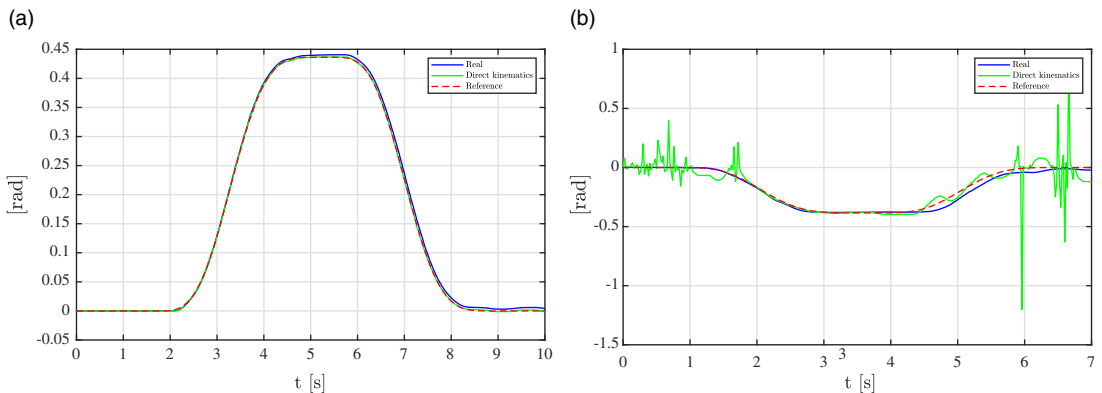 (a)
0.45
0.4
0.35
0.3
0.25
0.2
0.15
0.1
0.05
0
-0.05
[rad]
Real
Direct kinematics
Reference
0 1 2 3 4 5 6 7 8 9 10
t [s]
(b)
1
0.5
0
-0.5
-1
-1.5
[rad]
Real
Direct kinematics
Reference
0 1 2 3 4 5 6 7
3
t [s]